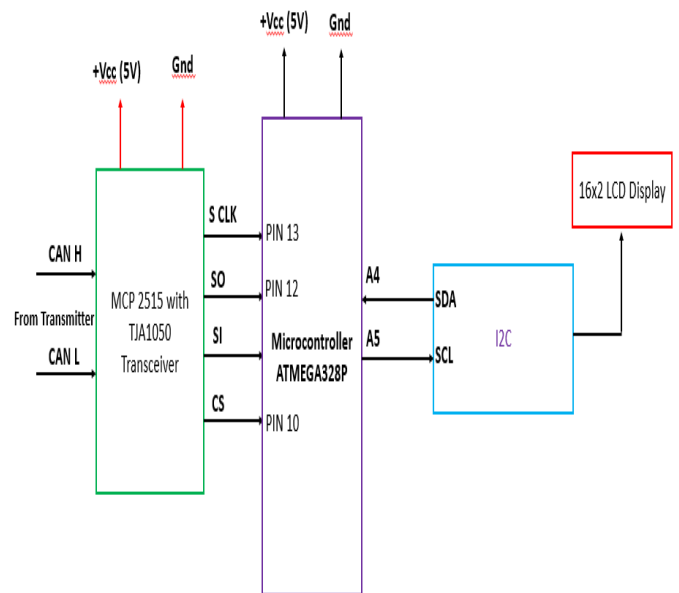 +Vcc (5V)
Gnd
+Vcc (5V)
Gnd
CAN H
From Transmitter
CAN L
MCP 2515 with
TJA1050
Transceiver
S CLK
SO
SI
CS
PIN 13
PIN 12
Microcontroller
ATMEGA328P
PIN 10
A4
A5
SDA
SCL
I2C
16x2 LCD Display